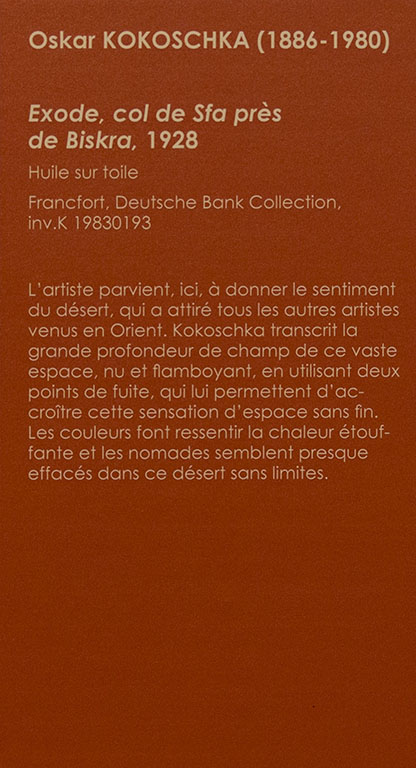 Oskar KOKOSCHKA (1886-1980)
Exode, col de Sfa près
de Biskra, 1928
Huile sur toile
Francfort, Deutsche Bank Collection,
inv.K 19830193
L'artiste parvient, ici, à donner le sentiment
du désert, qui a attiré tous les autres artistes
venus en Orient. Kokoschka transcrit la
grande profondeur de champ de ce vaste
espace, nu et flamboyant, en utilisant deux
points de fuite, qui lui permettent d'ac-
croître cette sensation d'espace sans fin.
Les couleurs font ressentir la chaleur étouf-
fante et les nomades semblent presque
effacés dans ce désert sans limites.